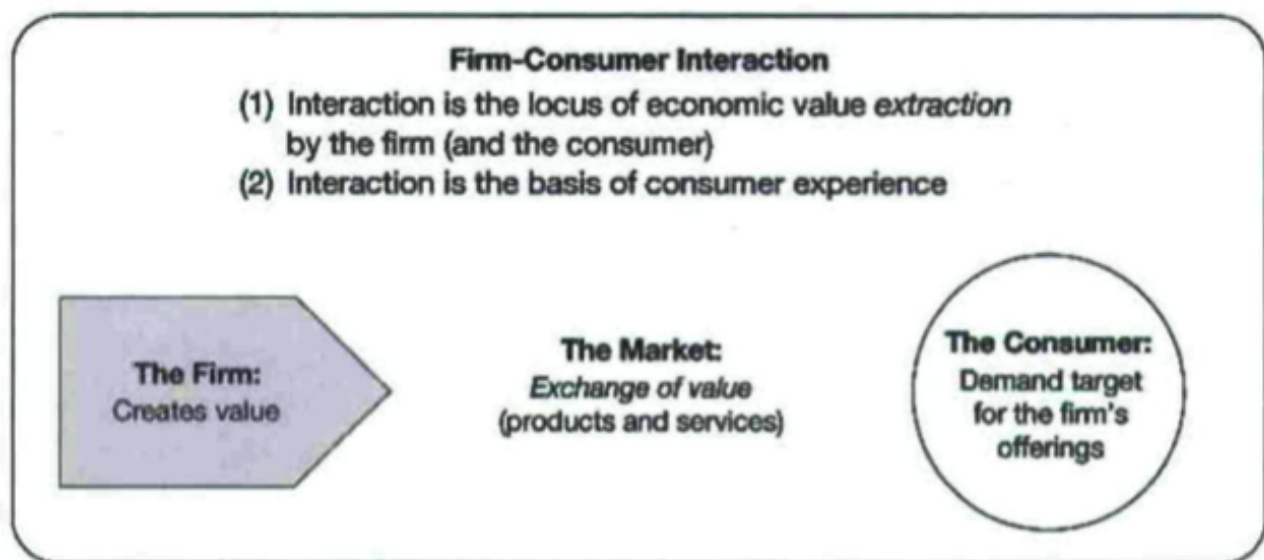 Firm-Consumer Interaction
(1) Interaction is the locus of economic value extraction
by the firm (and the consumer)
(2) Interaction is the basis of consumer experience
The Firm:
Creates value
The Market:
Exchange of value
(products and services)
The Consumer:
Demand target
for the firm's
offerings